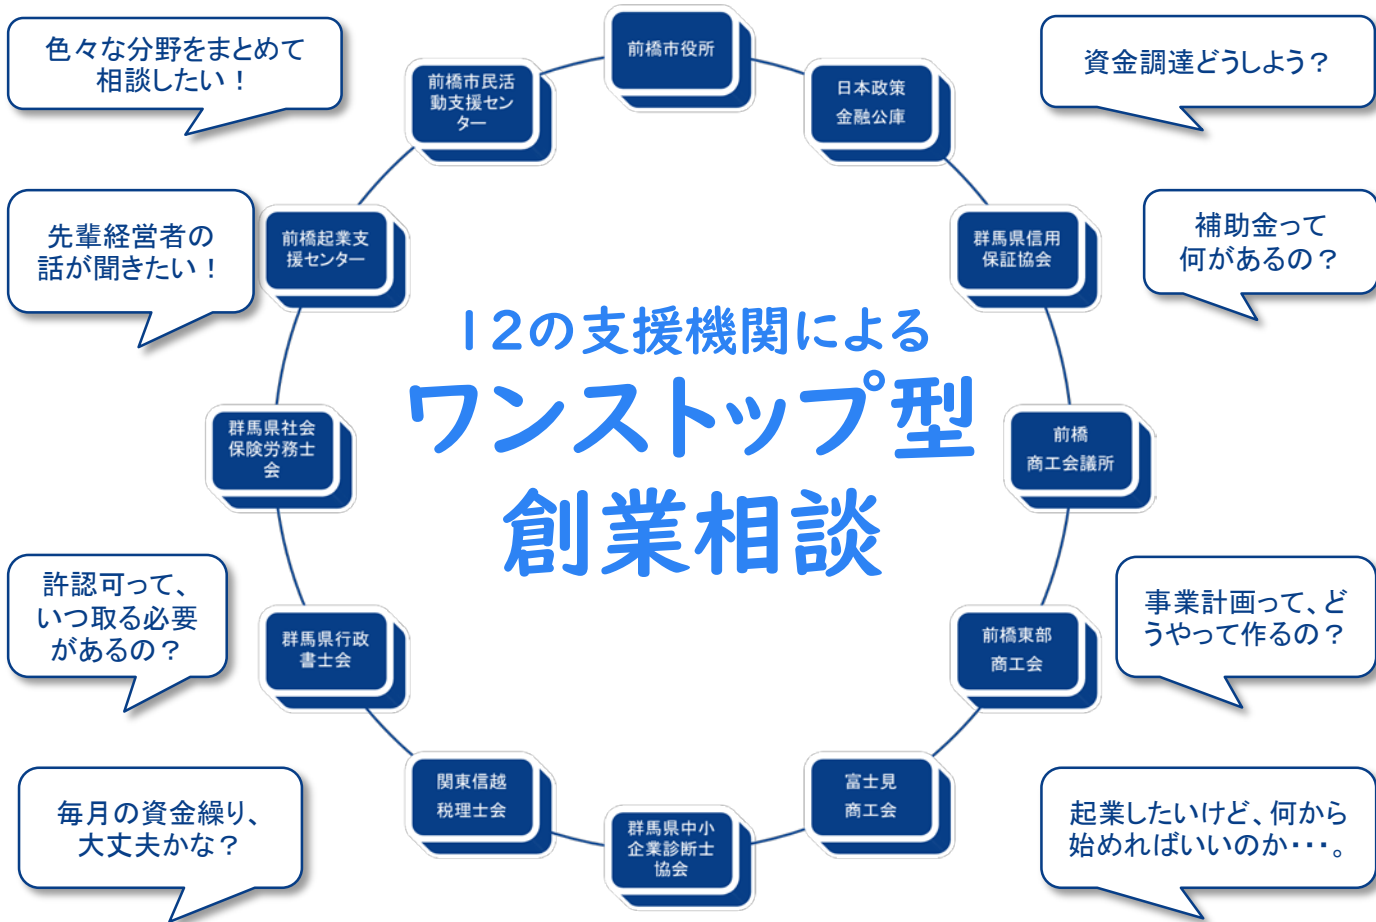 色々な分野をまとめて
相談したい！
前橋市民活
動支援セン
ター
前橋市役所
日本政策
金融公庫
資金調達どうしよう？
先輩経営者の
話が聞きたい！
前橋起業支
援センター
群馬県信用
保証協会
補助金って
何があるの？
12の支援機関による
ワンストップ型
創業相談
群馬県社会
保険労務士
会
前橋
商工会議所
許認可って、
いつ取る必要
があるの？
群馬県行政
書士会
前橋東部
商工会
事業計画って、ど
うやって作るの？
毎月の資金繰り、
大丈夫かな？
関東信越
税理士会
群馬県中小
企業診断士
協会
富士見
商工会
起業したいけど、何から
始めればいいのか・・・。